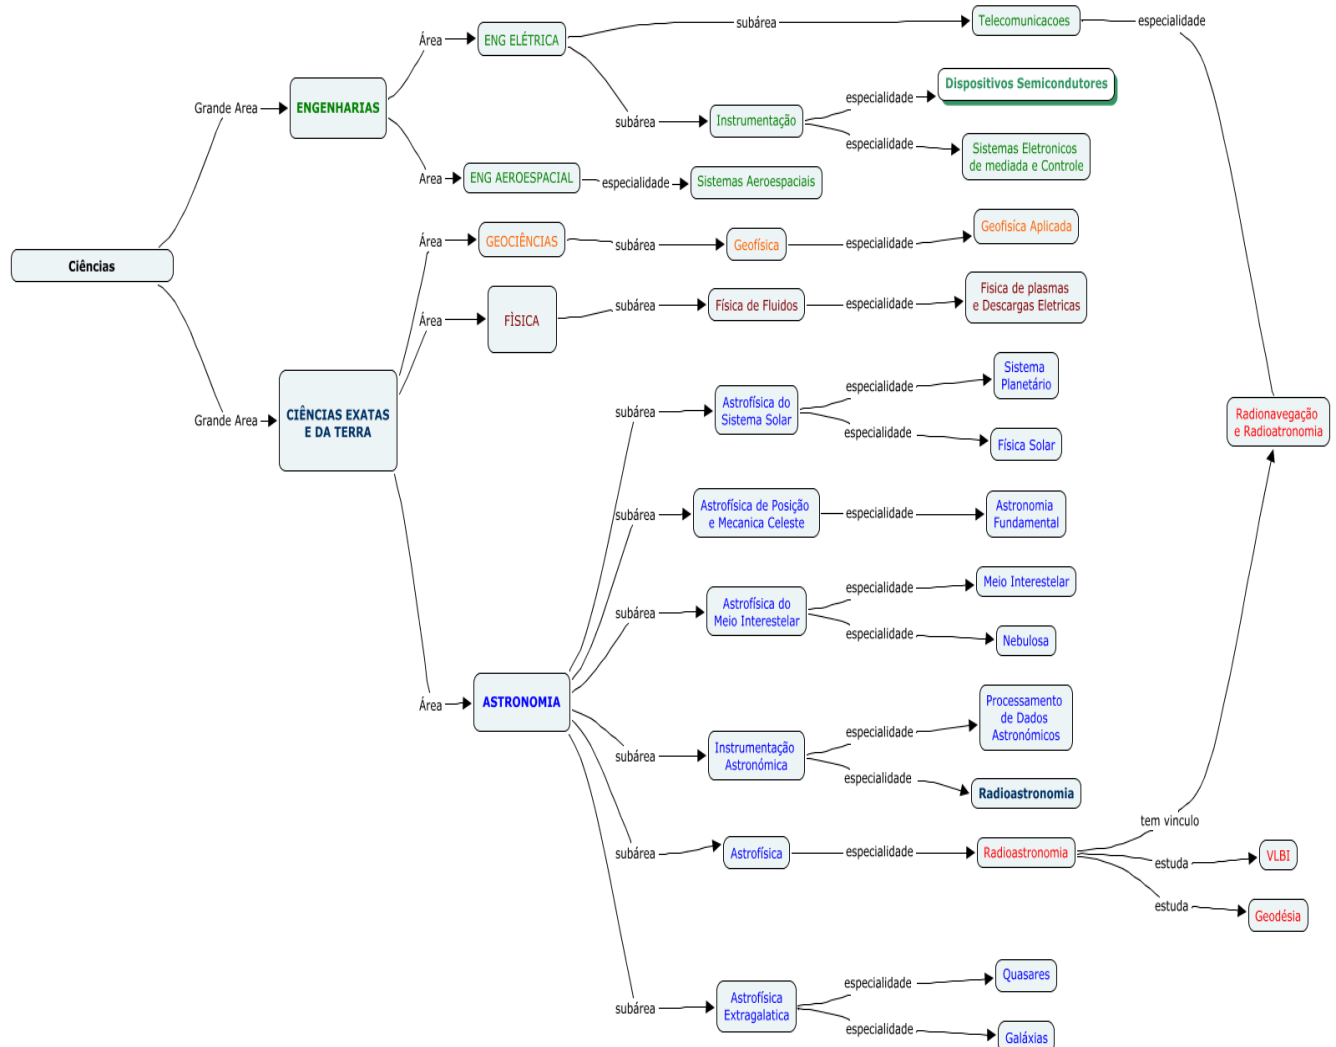 Telecomunicacoes
especialidade
subárea
Área
ENG ELÉTRICA
Dispositivos Semicondutores
especialidade
Grande Area
ENGENHARIAS
subárea
Instrumentação
especialidade
Sistemas Eletronicos
de mediada e Controle
Area
ENG AEROESPACIAL
especialidade
Sistemas Aeroespaciais
Área
GEOCIÊNCIAS
subárea
Geofísica
especialidade
Geofisíca Aplicada
Ciências
Área
FÌSICA
subárea
Física de Fluidos
especialidade
Fisica de plasmas
e Descargas Eletricas
Grande Area
CIÊNCIAS EXATAS
E DA TERRA
subárea
Astrofísica do
Sistema Solar
especialidade
Sistema
Planetário
especialidade
Física Solar
Radionavegação
e Radioatronomia
subárea
Astrofísica de Posição
e Mecanica Celeste
especialidade
Astronomia
Fundamental
subárea
Astrofísica do
Meio Interestelar
especialidade
Meio Interestelar
especialidade
Nebulosa
Área
ASTRONOMIA
subárea
Instrumentação
Astronómica
especialidade
Processamento
de Dados
Astronómicos
especialidade
Radioastronomia
tem vinculo
subárea
Astrofísica
especialidade
Radioastronomia
estuda
VLBI
estuda
Geodésia
subárea
Astrofísica
Extragalatica
especialidade
Quasares
especialidade
Galáxias